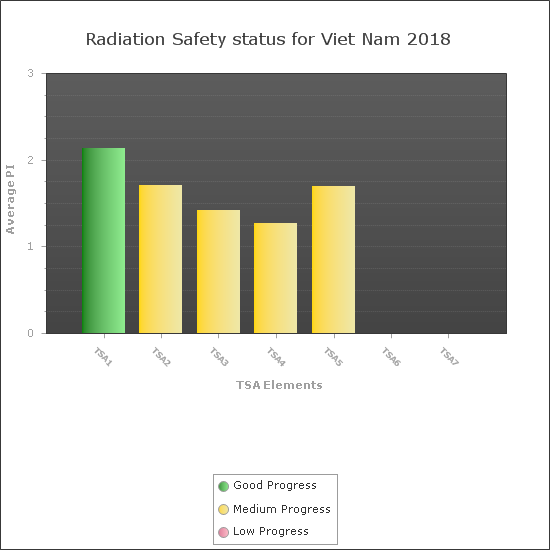 Radiation Safety status for Viet Nam 2018
3
2
1
0
Average PI
TSA1 TSA2 TSA3 TSA4 TSA5 TSA6 TSA7
TSA Elements
Good Progress
Medium Progress
Low Progress